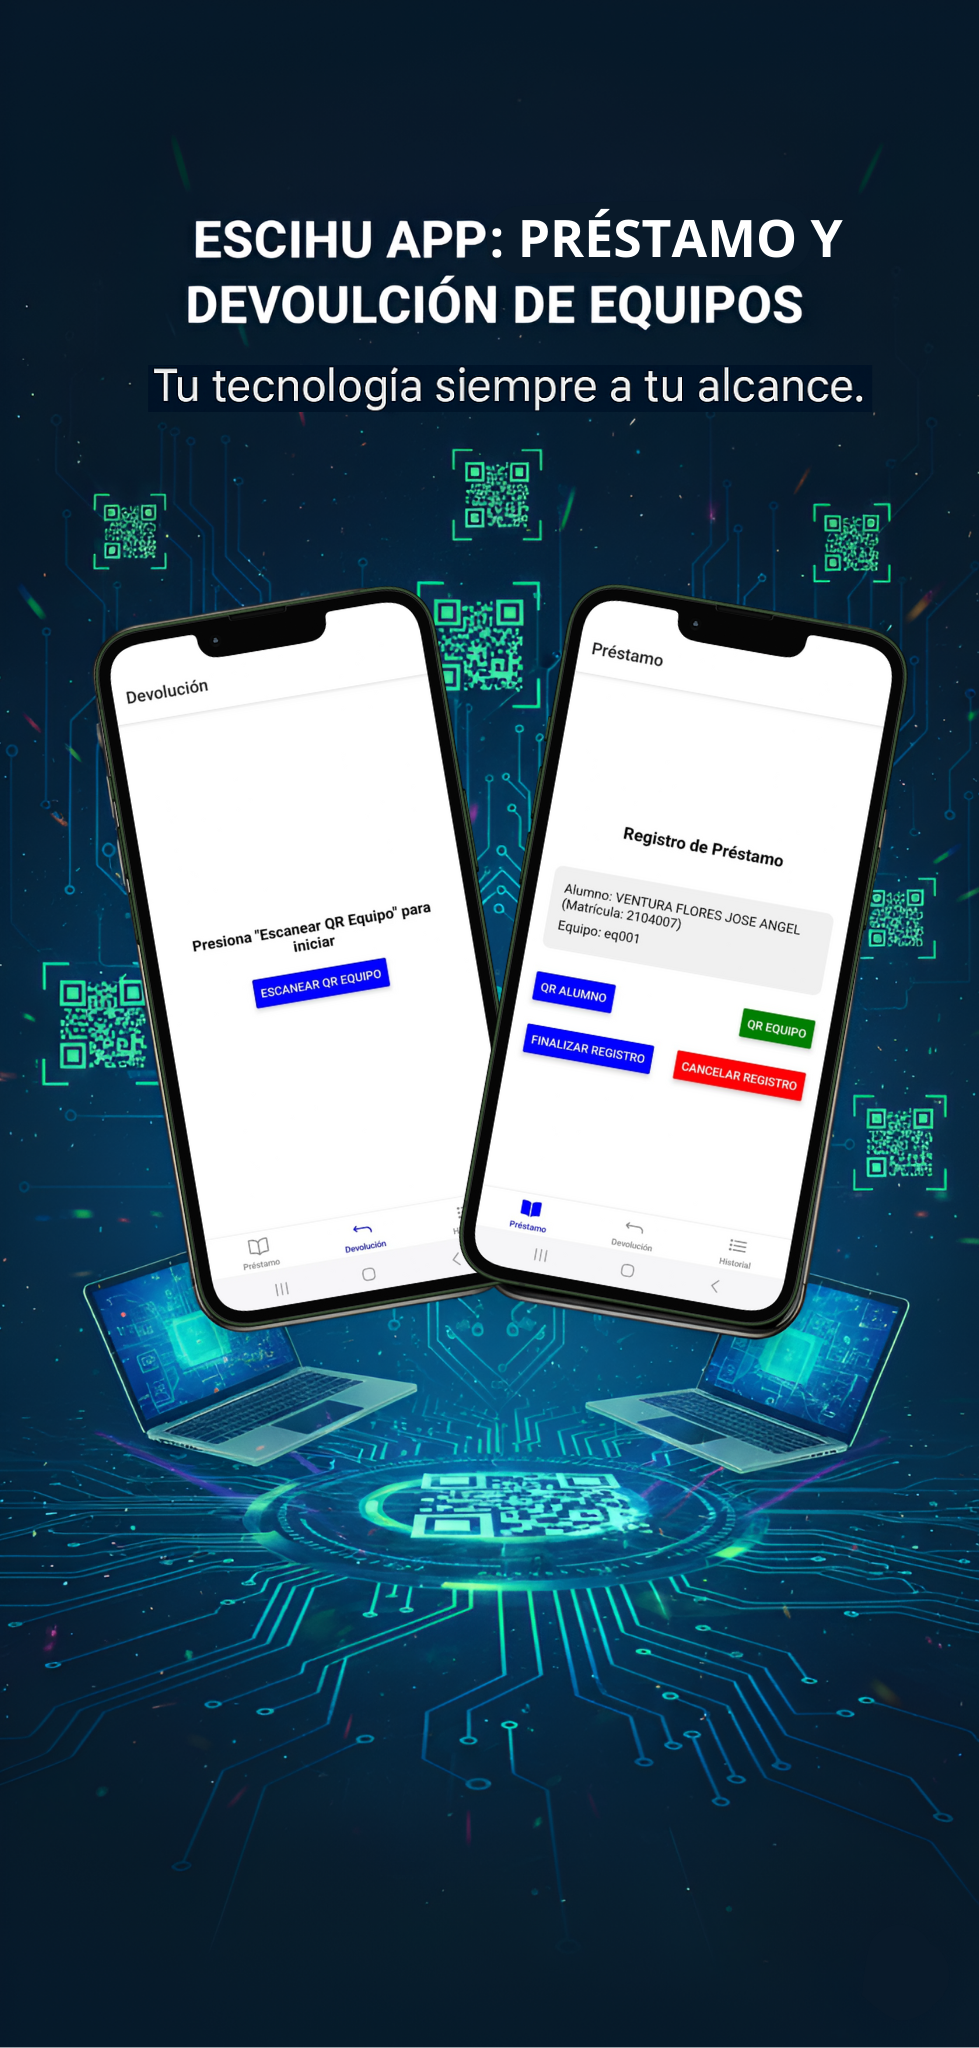 ESCIHU APP: PRÉSTAMO Y
DEVOULCIÓN DE EQUIPOS
Tu tecnología siempre a tu alcance.
Devolución
Presiona "Escanear QR Equipo" para
iniciar
ESCANEAR QR EQUIPO
Préstamo
Devolución
Préstamo
Registro de Préstamo
Alumno: VENTURA FLORES JOSE ANGEL
(Matrícula: 2104007)
Equipo: eq001
QR ALUMNO
QR EQUIPO
FINALIZAR REGISTRO
CANCELAR REGISTRO
Préstamo
Devolución
Historial